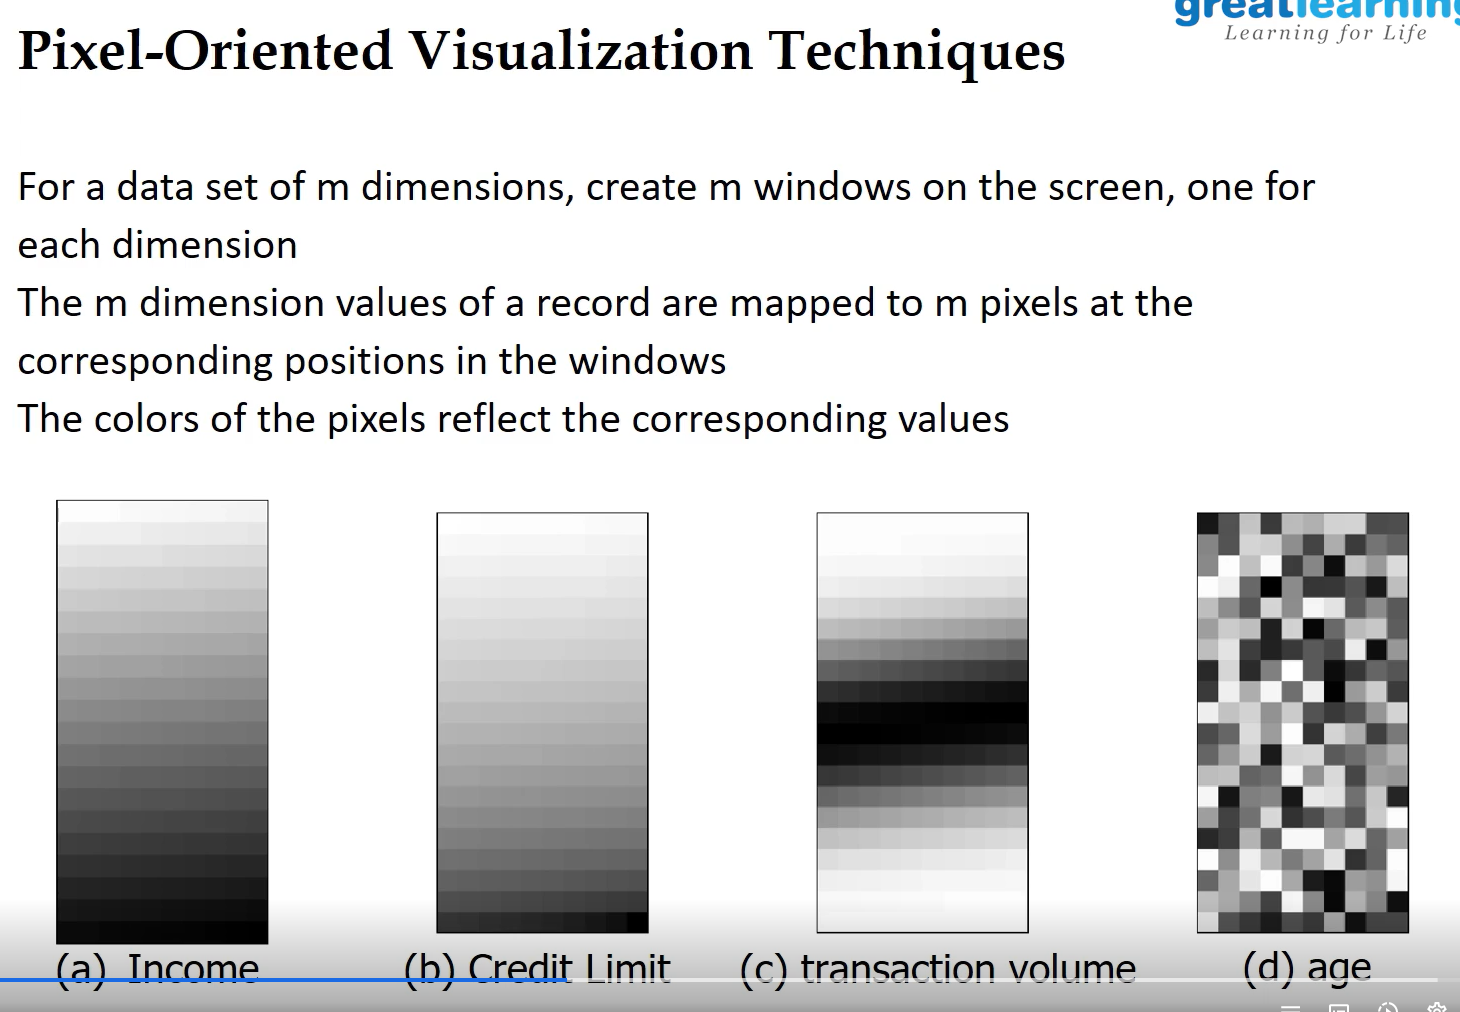 greatlearning
Learning for Life
Pixel-Oriented Visualization Techniques
For a data set of m dimensions, create m windows on the screen, one for
each dimension
The m dimension values of a record are mapped to m pixels at the
corresponding positions in the windows
The colors of the pixels reflect the corresponding values
(a) Income (b) Credit Limit (c) transaction volume (d) age